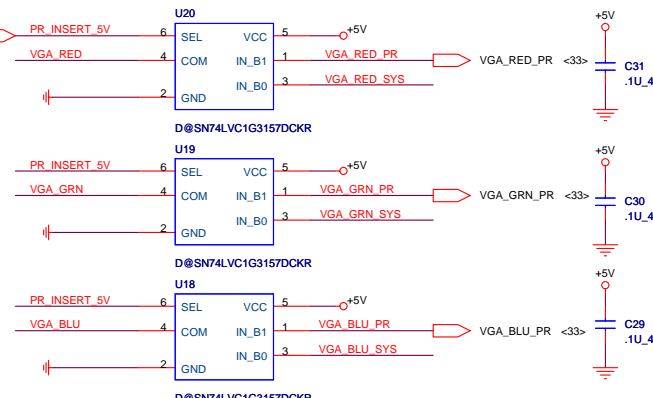 U20
+5V
PR_INSERT_5V 6 SEL VCC 5 +5V
VGA_RED 4 COM IN_B1 1 VGA_RED_PR VGA_RED_PR <33>
C31
IN_B0 3 VGA_RED_SYS
.1U_4
2 GND
D@SN74LVC1G3157DCKR
U19
+5V
PR_INSERT_5V 6 SEL VCC 5 +5V
VGA_GRN 4 COM IN_B1 1 VGA_GRN_PR VGA_GRN_PR <33>
C30
IN_B0 3 VGA_GRN_SYS
.1U_4
2 GND
D@SN74LVC1G3157DCKR
U18
+5V
PR_INSERT_5V 6 SEL VCC 5 +5V
VGA_BLU 4 COM IN_B1 1 VGA_BLU_PR VGA_BLU_PR <33>
C29
IN_B0 3 VGA_BLU_SYS
.1U_4
2 GND
D@SN74LVC1G3157DCKR